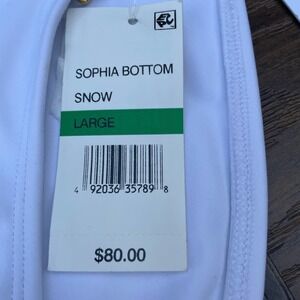 SOPHIA BOTTOM
SNOW
LARGE
4 92036 35789 8
$80.00